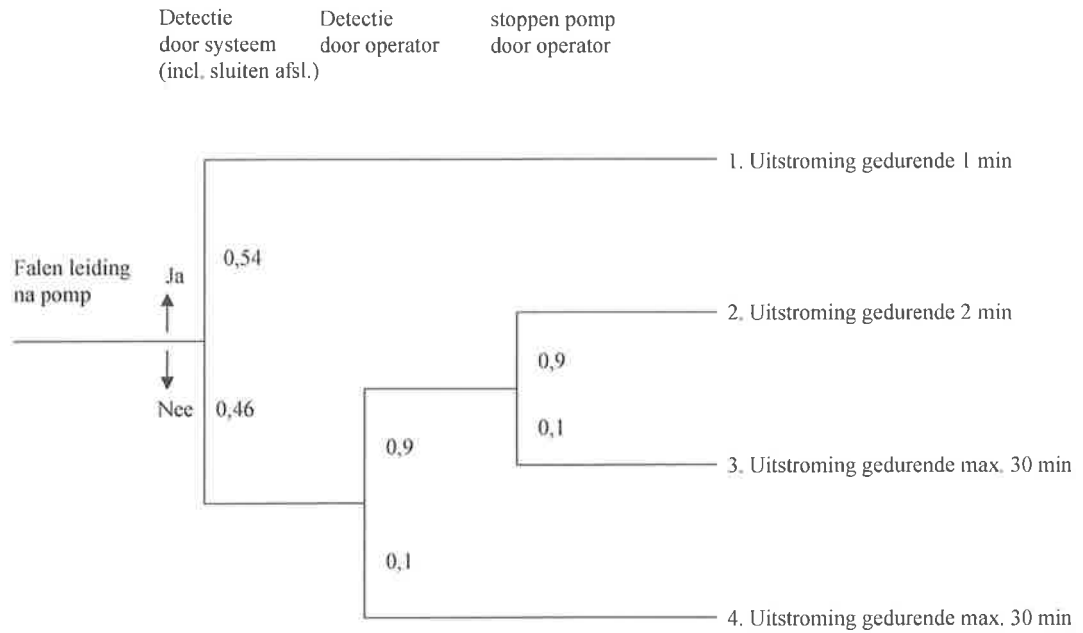 Detectie
door systeem
(incl. sluiten afsl.)
Detectie
door operator
stoppen pomp
door operator
1. Uitstroming gedurende 1 min
0,54
Falen leiding
na pomp
Ja
2. Uitstroming gedurende 2 min
0,9
Nee
0,46
0,1
0,9
3. Uitstroming gedurende max. 30 min
0,1
4. Uitstroming gedurende max. 30 min